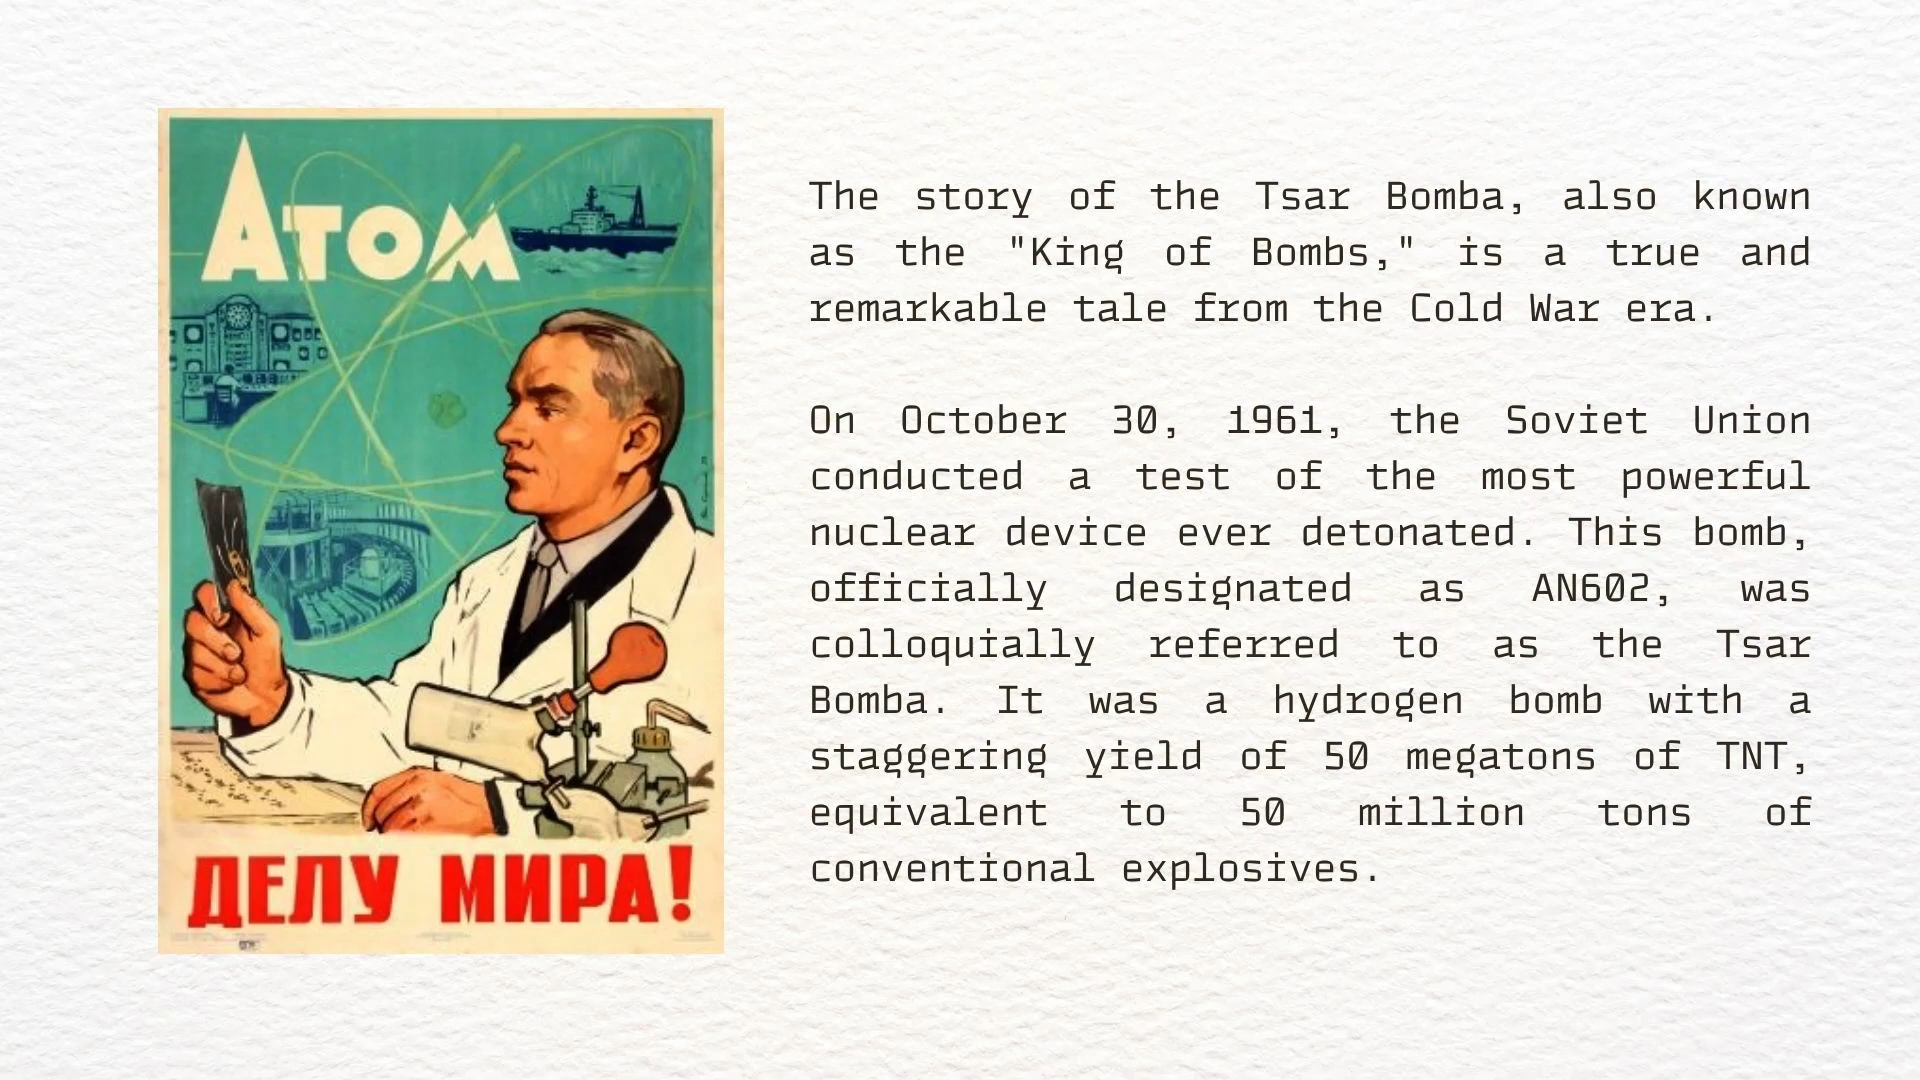 Атом
ДЕЛУ МИРА!
The story of the Tsar Bomba, also known
as the "King of Bombs," is a true and
remarkable tale from the Cold War era.
On October 30, 1961, the Soviet Union
conducted a test of the most powerful
nuclear device ever detonated. This bomb,
officially designated as AN602, was
colloquially referred to as the Tsar
Bomba. It was a hydrogen bomb with a
staggering yield of 50 megatons of TNT,
equivalent to 50 million tons of
conventional explosives.